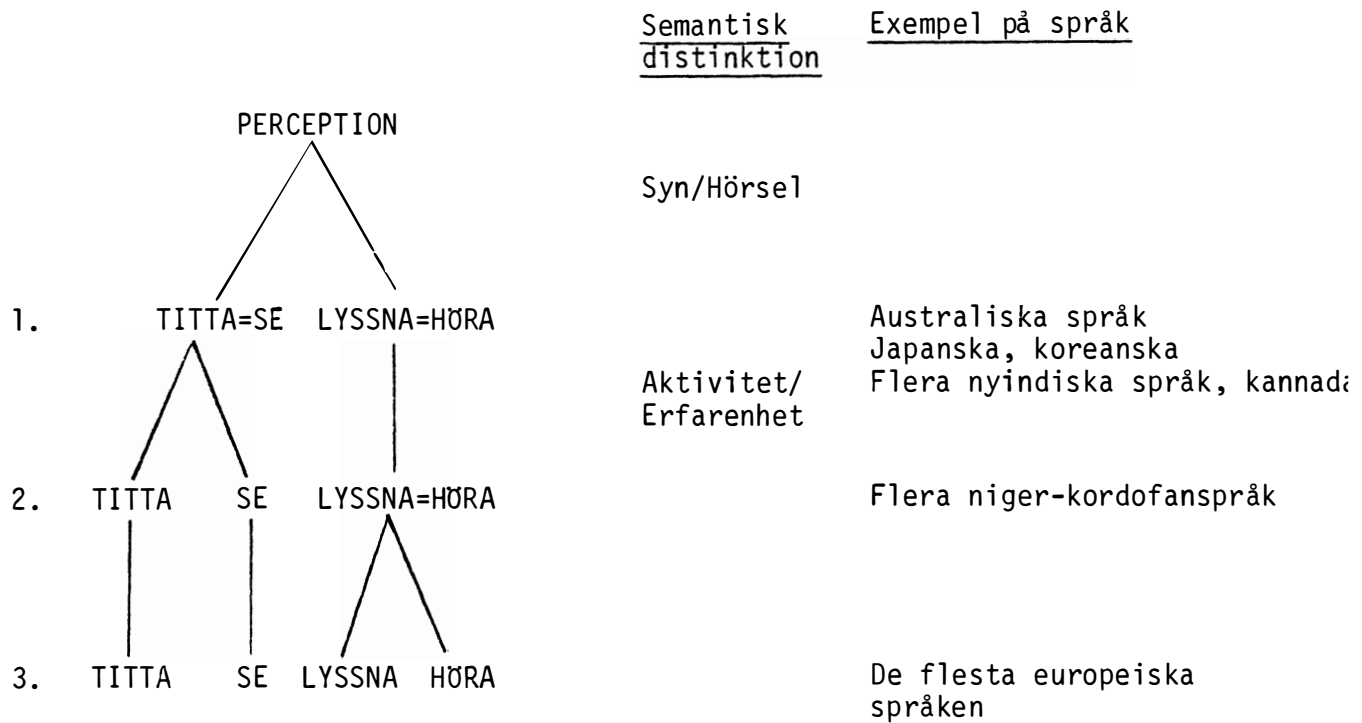 Semantisk Exempel på språk
distinktion
PERCEPTION
Syn/Hörsel
1. TITTA=SE LYSSNA=HÖRA Australiska språk
Japanska, koreanska
Aktivitet/ Flera nyindiska språk, kannada
Erfarenhet
2. TITTA SE LYSSNA=HÖRA Flera niger-kordofanspråk
3. TITTA SE LYSSNA HÖRA De flesta europeiska
språken